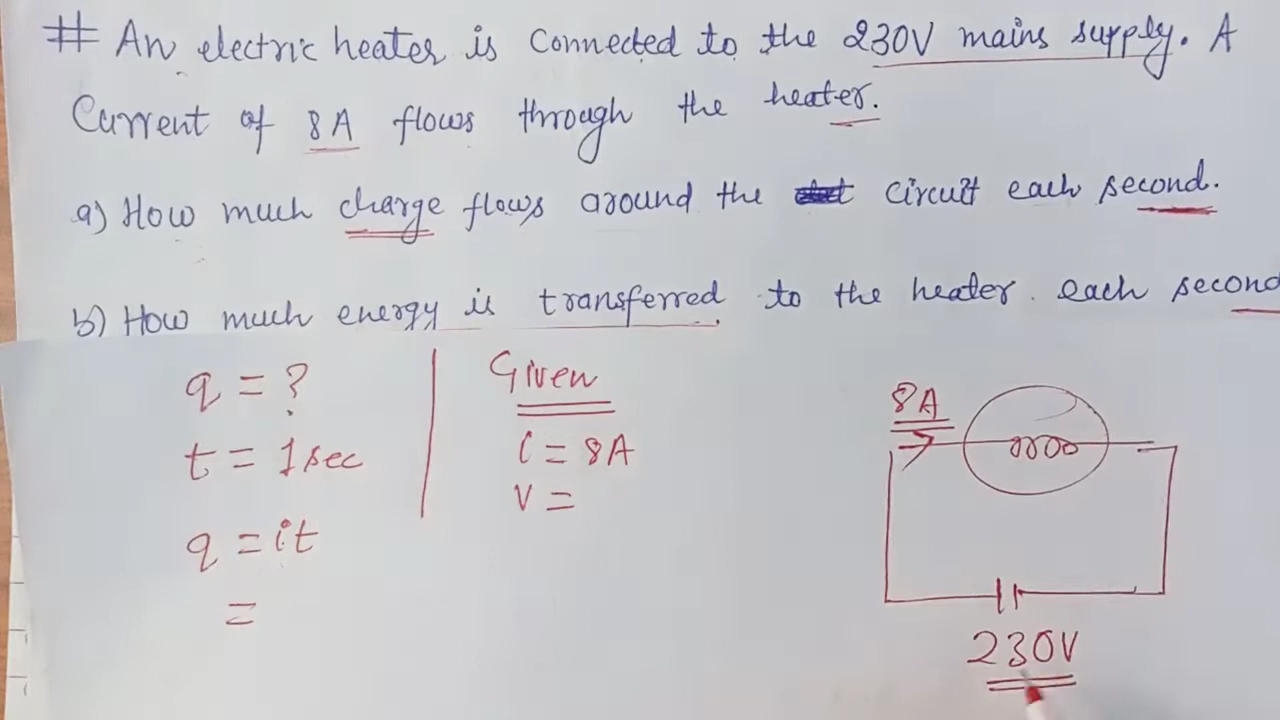 # An electric heater is connected to the 230V mains supply. A
Current of 8A flows through the heater.
a) How much charge flows around the circuit each second.
b) How much energy is transferred to the heater each second
q = ?
t = 1 sec
q = it
=
Given
i = 8A
V =
8A
230V